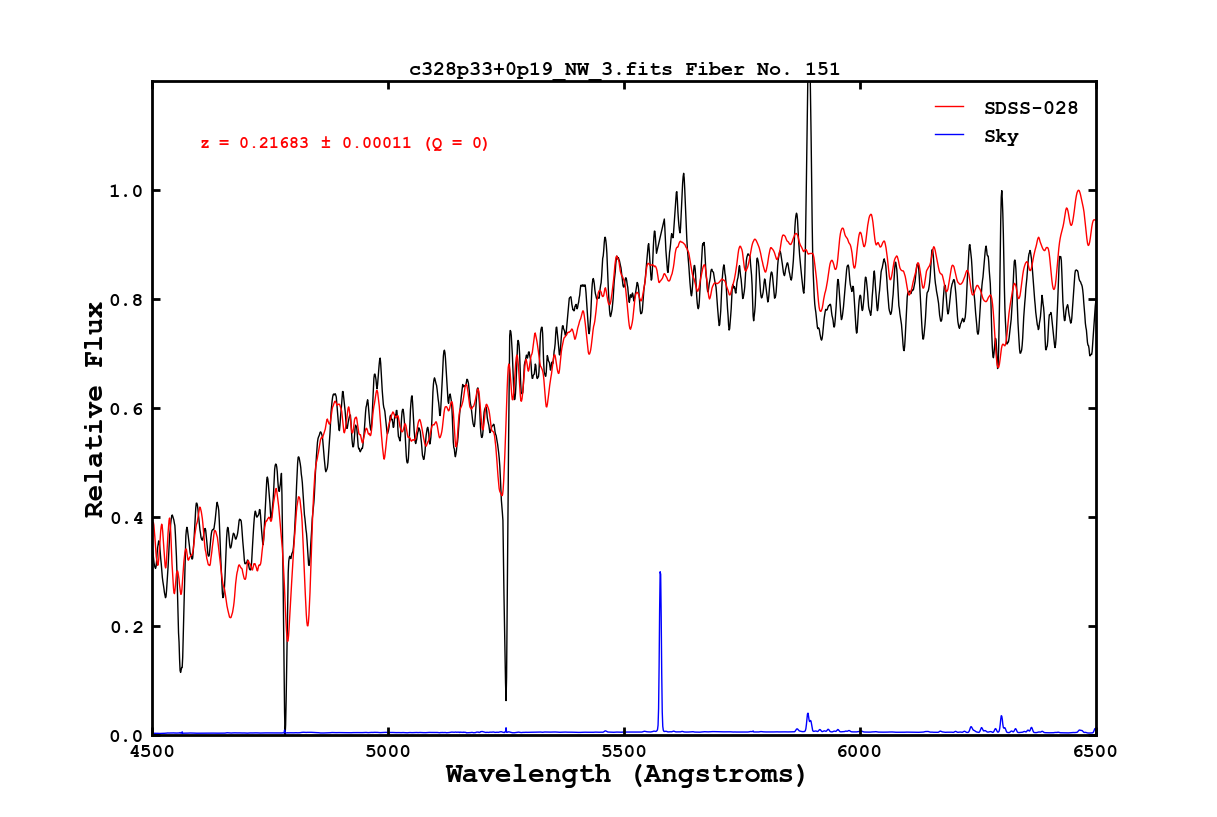 c328p33+0p19_NW_3.fits Fiber No. 151
SDSS-028
Sky
z = 0.21683 ± 0.00011 (Q = 0)
Relative Flux
1.0
0.8
0.6
0.4
0.2
0.0
4500 5000 5500 6000 6500
Wavelength (Angstroms)